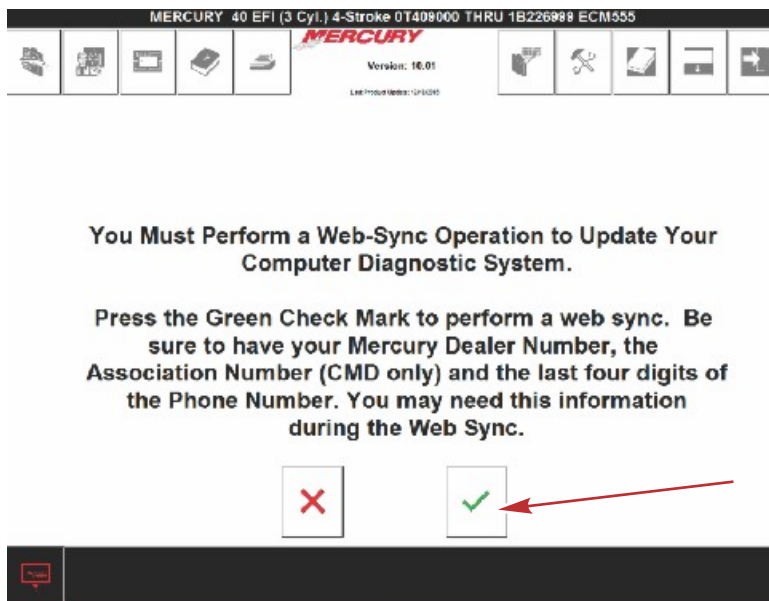 MERCURY 40 EFI (3 Cyl.) 4-Stroke 0T409000 THRU 1B226999 ECM555
MERCURY
Version: 10.01
Last Product Update:
You Must Perform a Web-Sync Operation to Update Your
Computer Diagnostic System.
Press the Green Check Mark to perform a web sync. Be
sure to have your Mercury Dealer Number, the
Association Number (CMD only) and the last four digits of
the Phone Number. You may need this information
during the Web Sync.